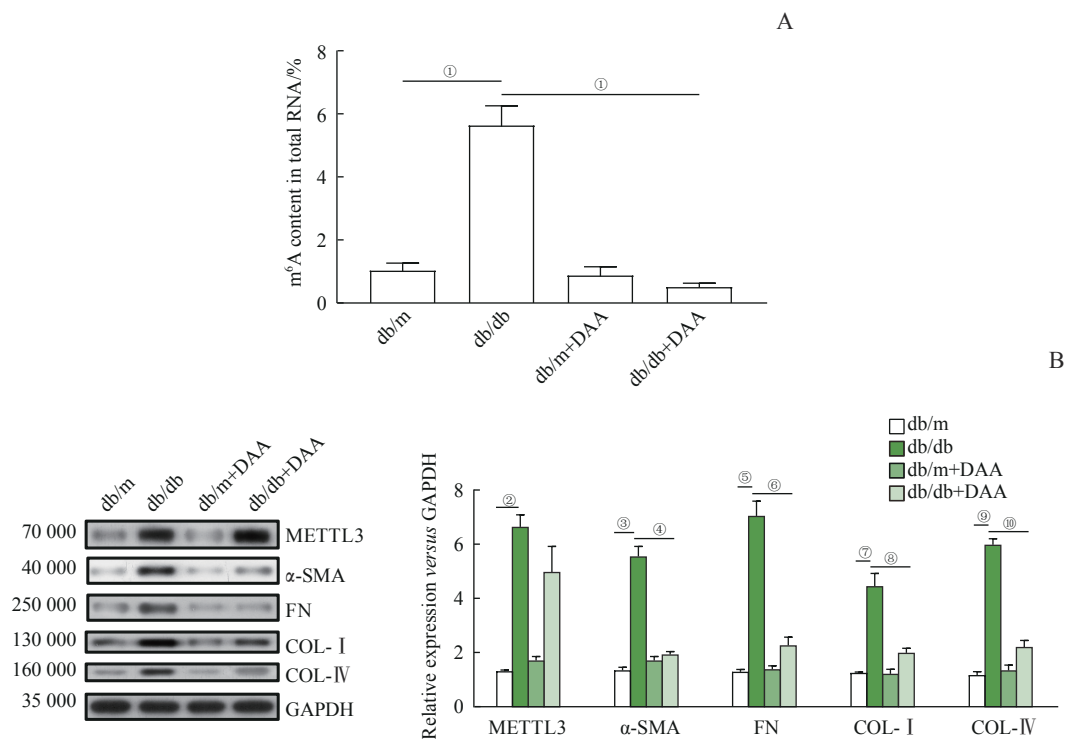 A
m⁶A content in total RNA/%
8
6
4
2
0
①
①
db/m
db/db
db/m+DAA
db/db+DAA
B
db/m
db/db
db/m+DAA
db/db+DAA
70 000 METTL3
40 000 α-SMA
250 000 FN
130 000 COL-Ⅰ
160 000 COL-Ⅳ
35 000 GAPDH
db/m
db/db
db/m+DAA
db/db+DAA
Relative expression versus GAPDH
8
6
4
2
0
② ③ ④ ⑤ ⑥ ⑦ ⑧ ⑨ ⑩
METTL3 α-SMA FN COL-Ⅰ COL-Ⅳ